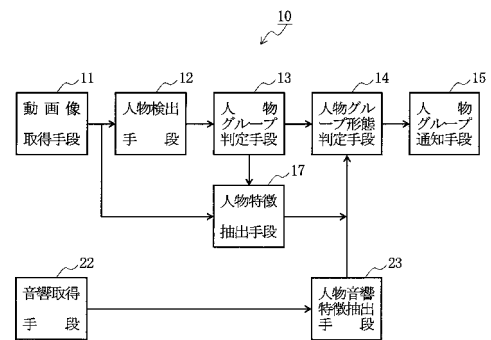 10
11
動画像
取得手段
12
人物検出
手段
13
人物
グループ
判定手段
14
人物グル
ープ形態
判定手段
15
人物
グループ
通知手段
17
人物特徴
抽出手段
22
音響取得
手段
23
人物音響
特徴抽出
手段